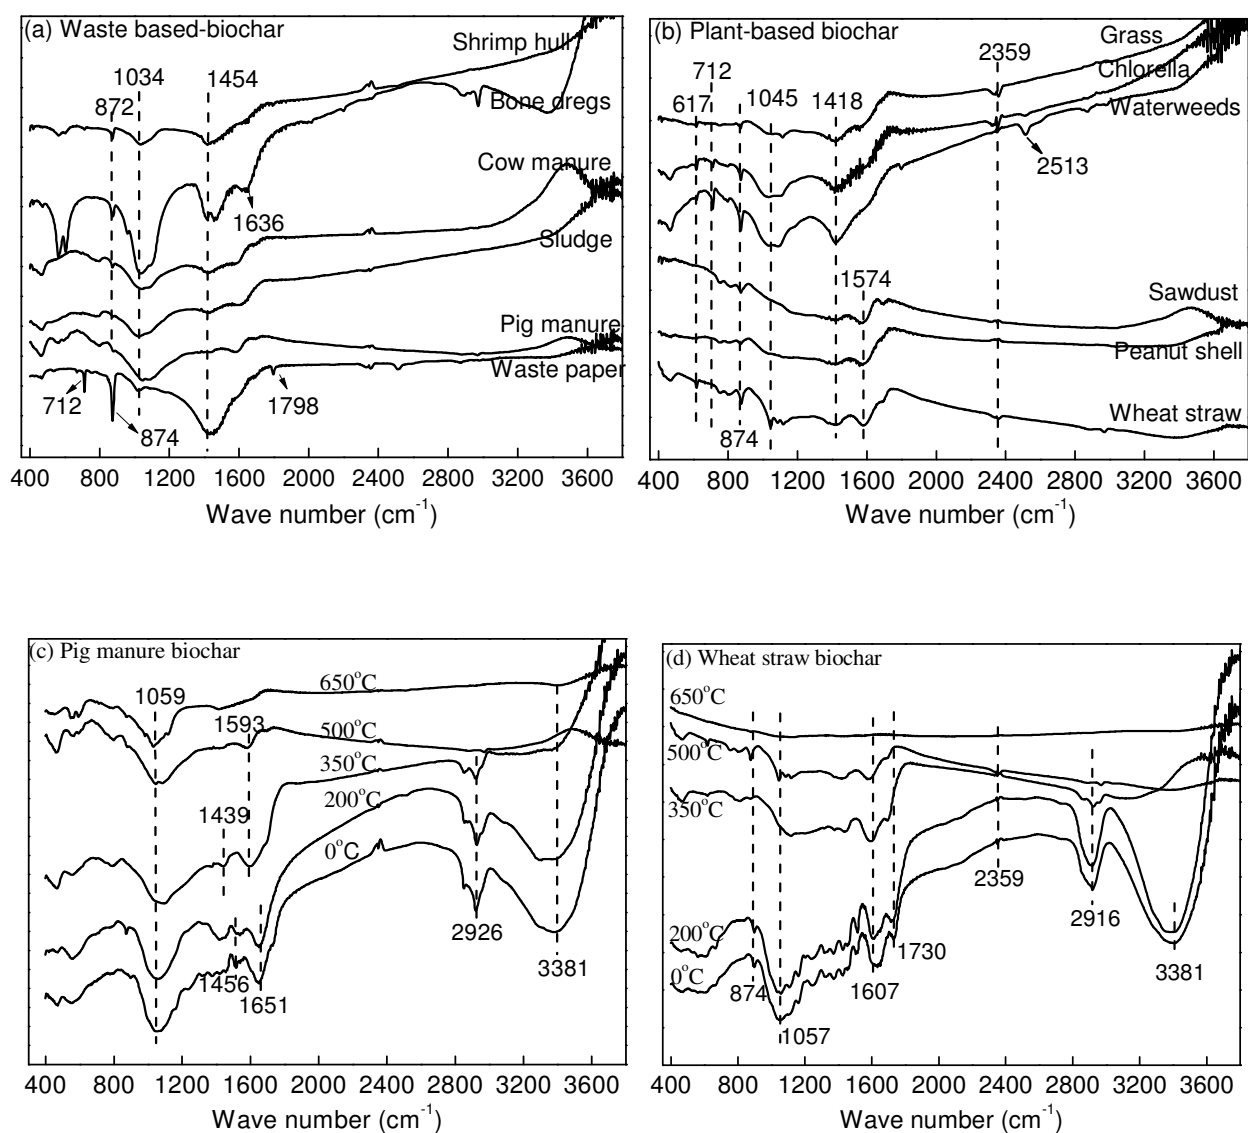 (a) Waste based-biochar
Shrimp hull
1034
1454
872
Bone dregs
Cow manure
1636
Sludge
Pig manure
Waste paper
712
874
1798
400 1200 1600 2000 2400 2800 3600
Wave number (cm⁻¹)
(b) Plant-based biochar
Grass
2359
712
Chlorella
617
1045
1418
Waterweeds
2513
1574
Sawdust
Peanut shell
Wheat straw
874
400 1200 1600 2000 2400 2800 3600
Wave number (cm⁻¹)
(c) Pig manure biochar
650°C
1059
1593
500°C
350°C
200°C
1439
0°C
2926
3381
1456
1651
400 800 1200 1600 2000 2400 2800 3600
Wave number (cm⁻¹)
(d) Wheat straw biochar
650°C
500°C
350°C
2359
2916
200°C
1730
0°C
874
1607
3381
1057
400 800 1200 1600 2000 2400 2800 3600
Wave number (cm⁻¹)